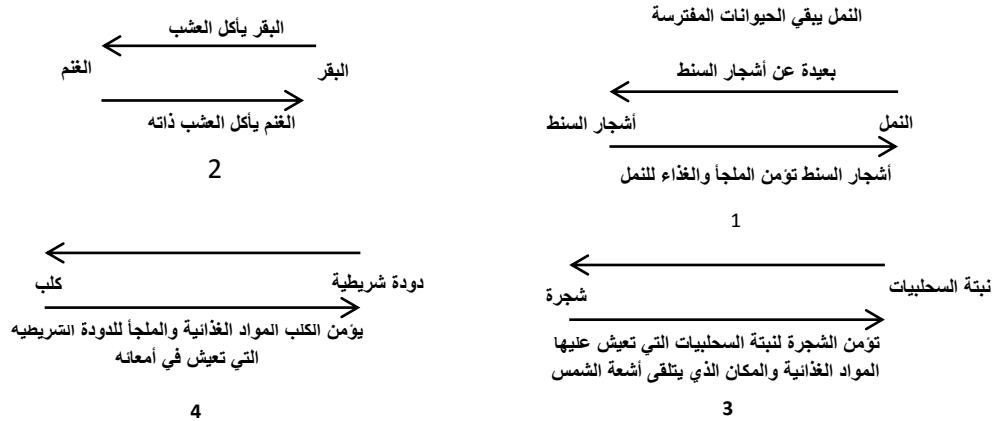 النمل يبقي الحيوانات المفترسة
بعيدة عن أشجار السنط
النمل
أشجار السنط
أشجار السنط تؤمن الملجأ والغذاء للنمل
1
البقر يأكل العشب
البقر
الغنم
الغنم يأكل العشب ذاته
2
نبتة السحلبيات
شجرة
تؤمن الشجرة لنبتة السحلبيات التي تعيش عليها
المواد الغذائية والمكان الذي يتلقى أشعة الشمس
3
دودة شريطية
كلب
يؤمن الكلب المواد الغذائية والملجأ للدودة الشريطيه
التي تعيش في أمعائه
4